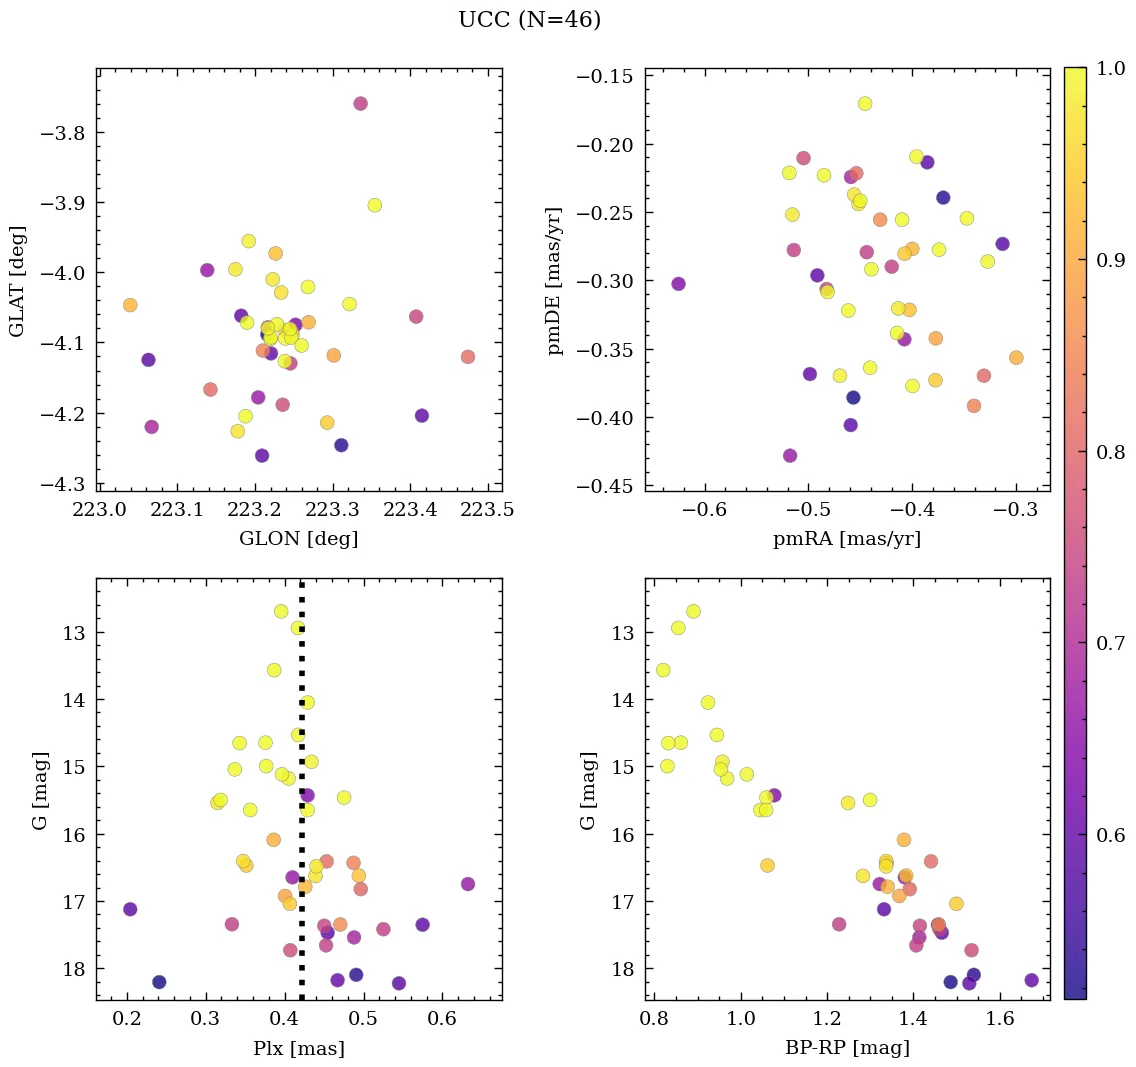 UCC (N=46)
−3.8
−3.9
−4.0
−4.1
−4.2
−4.3
GLAT [deg]
223.0 223.1 223.2 223.3 223.4 223.5
GLON [deg]
−0.15
−0.20
−0.25
−0.30
−0.35
−0.40
−0.45
pmDE [mas/yr]
−0.6 −0.5 −0.4 −0.3
pmRA [mas/yr]
13
14
15
16
17
18
G [mag]
0.2 0.3 0.4 0.5 0.6
Plx [mas]
13
14
15
16
17
18
G [mag]
0.8 1.0 1.2 1.4 1.6
BP-RP [mag]
1.0
0.9
0.8
0.7
0.6